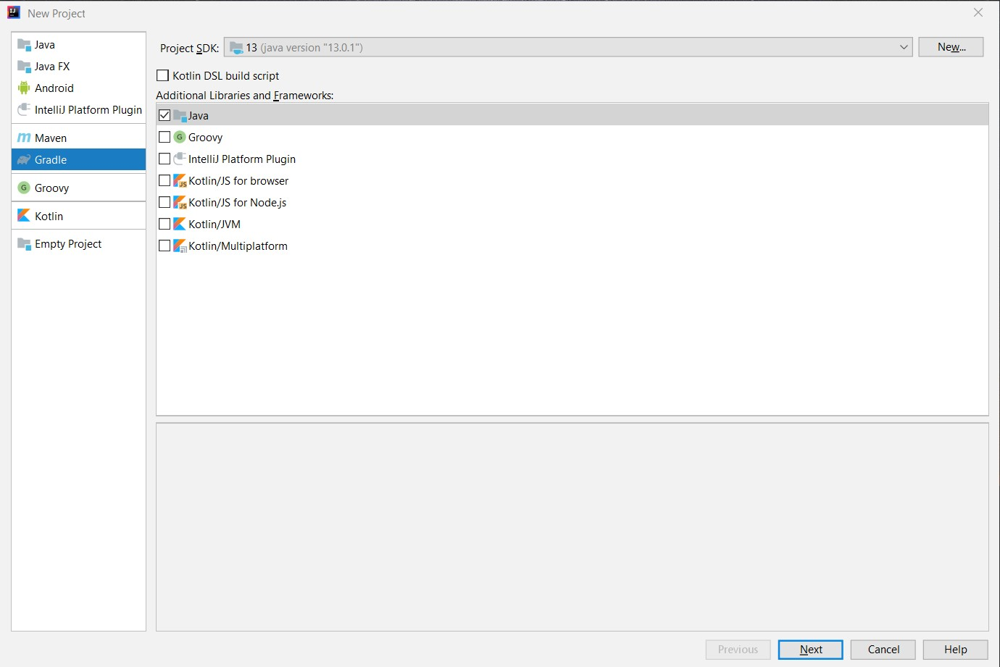 New Project
Java
Java FX
Android
IntelliJ Platform Plugin
Maven
Gradle
Groovy
Kotlin
Empty Project
Project SDK: 13 (java version "13.0.1") New...
Kotlin DSL build script
Additional Libraries and Frameworks:
Java
Groovy
IntelliJ Platform Plugin
Kotlin/JS for browser
Kotlin/JS for Node.js
Kotlin/JVM
Kotlin/Multiplatform
Previous Next Cancel Help